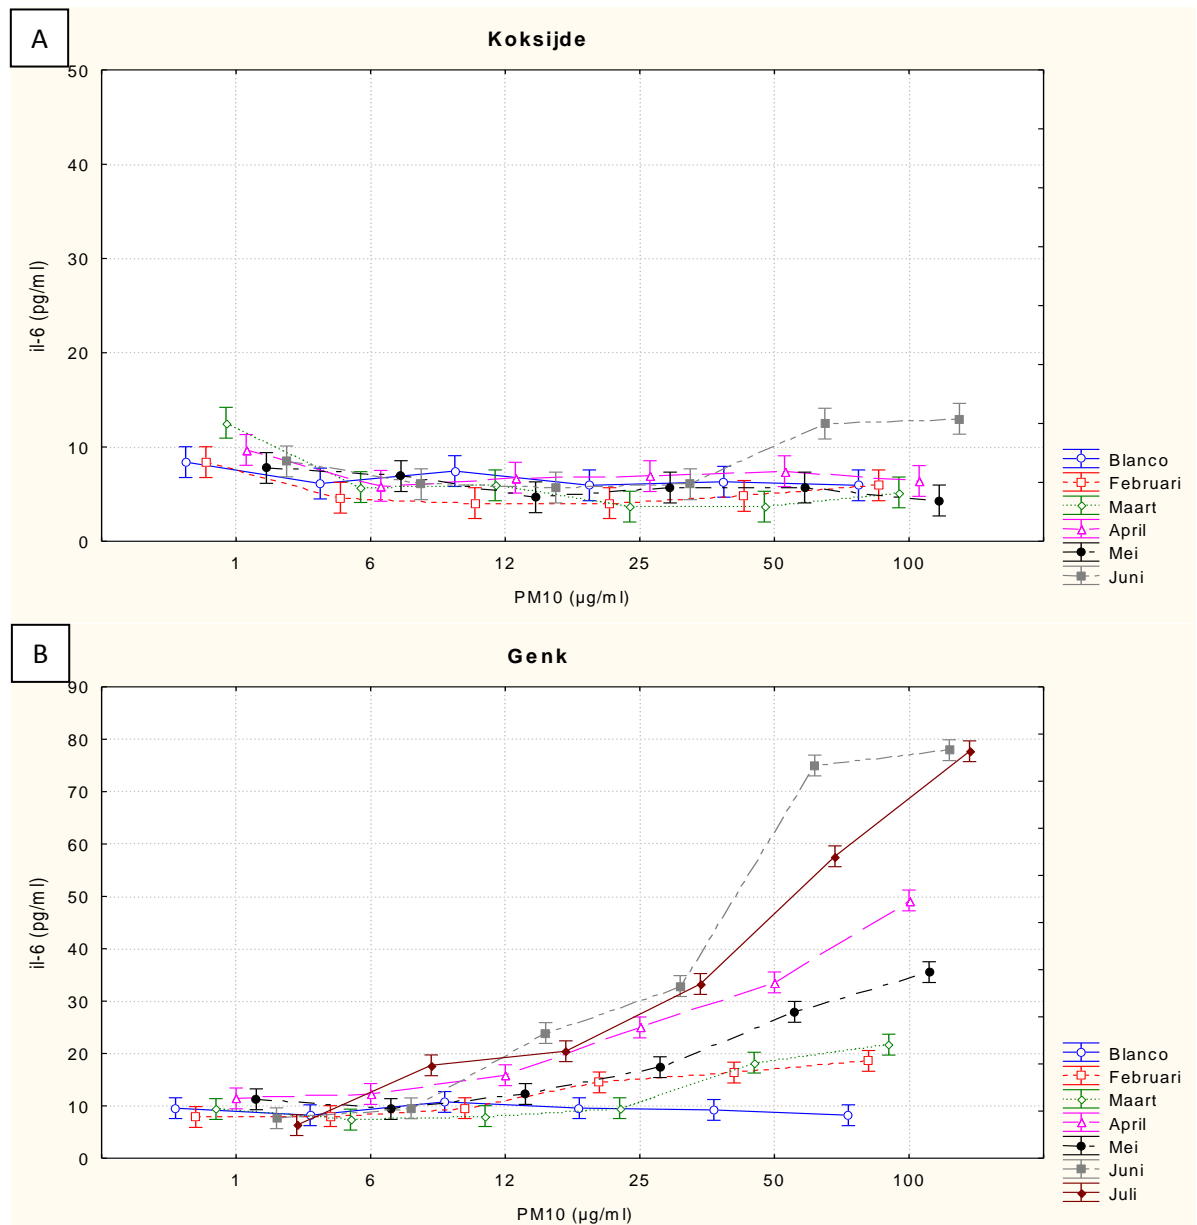 A
Koksijde
50
40
30
20
10
0
il-6 (pg/ml)
1 6 12 25 50 100
PM10 (µg/ml)
Blanco
Februari
Maart
April
Mei
Juni
B
Genk
90
80
70
60
50
40
30
20
10
0
il-6 (pg/ml)
1 6 12 25 50 100
PM10 (µg/ml)
Blanco
Februari
Maart
April
Mei
Juni
Juli